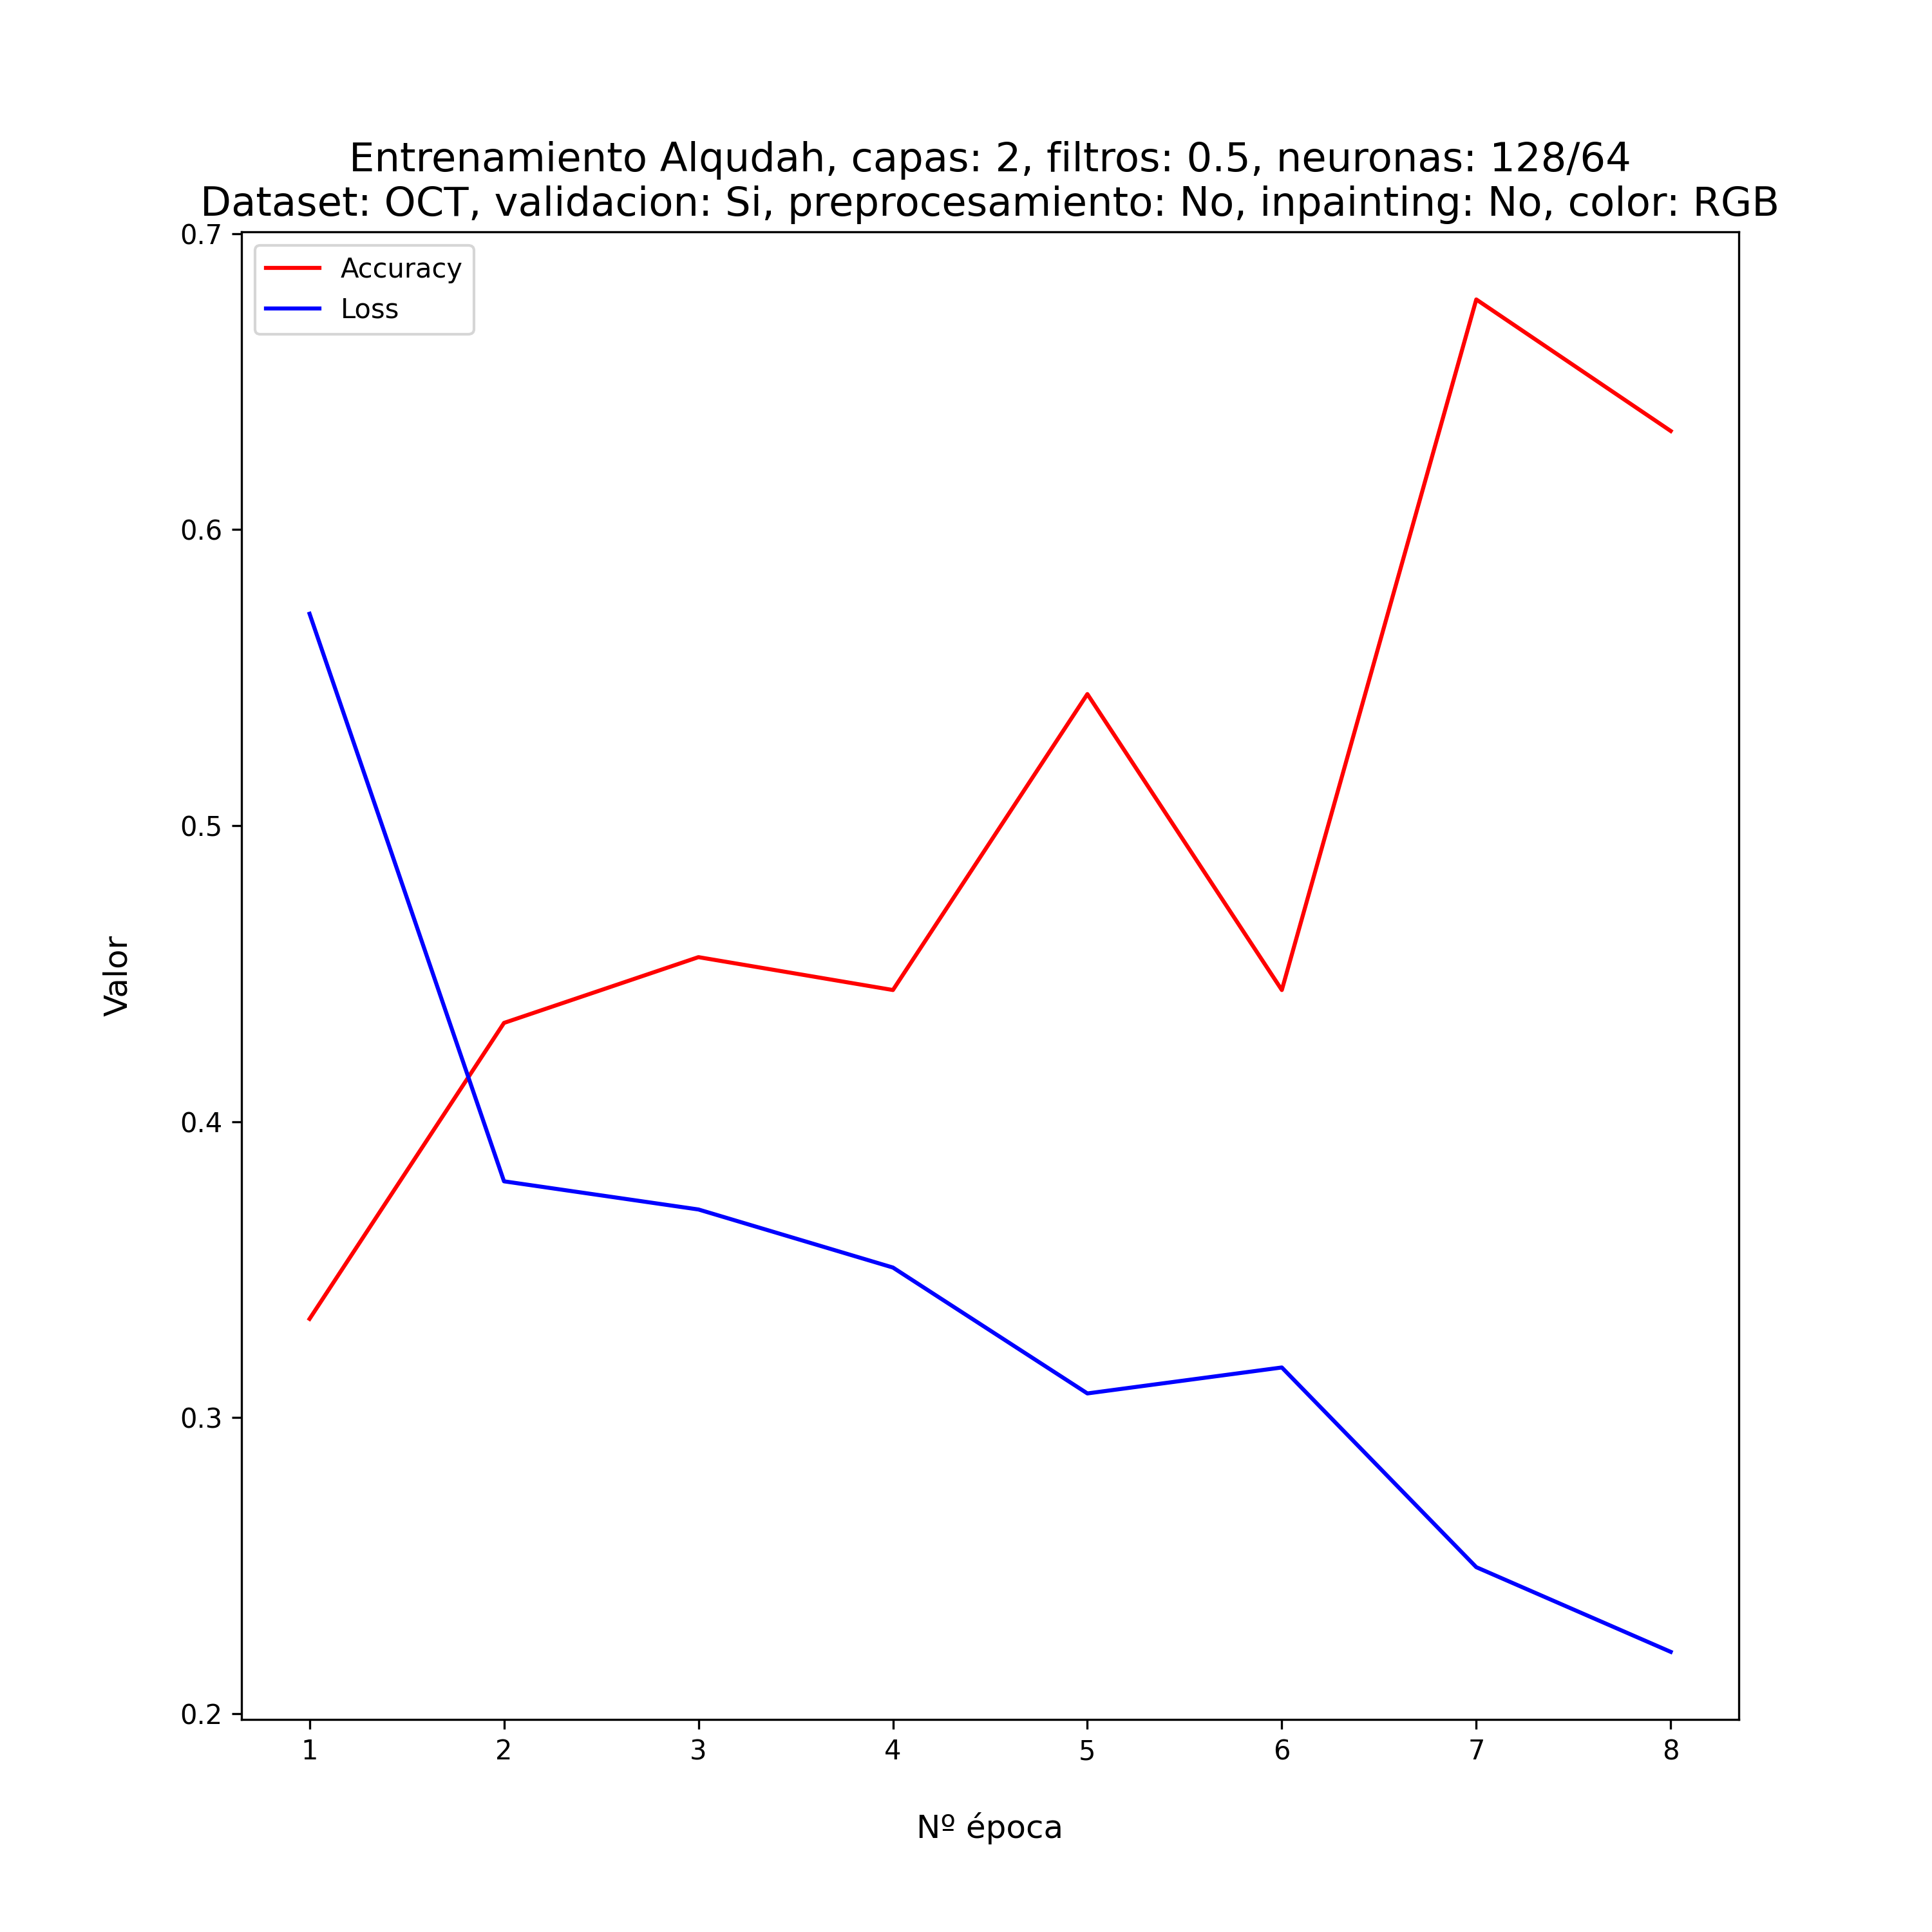 Entrenamiento Alqudah, capas: 2, filtros: 0.5, neuronas: 128/64
Dataset: OCT, validacion: Si, preprocesamiento: No, inpainting: No, color: RGB
Accuracy
Loss
0.7
0.6
0.5
0.4
0.3
0.2
Valor
1 2 3 4 5 6 7 8
Nº época